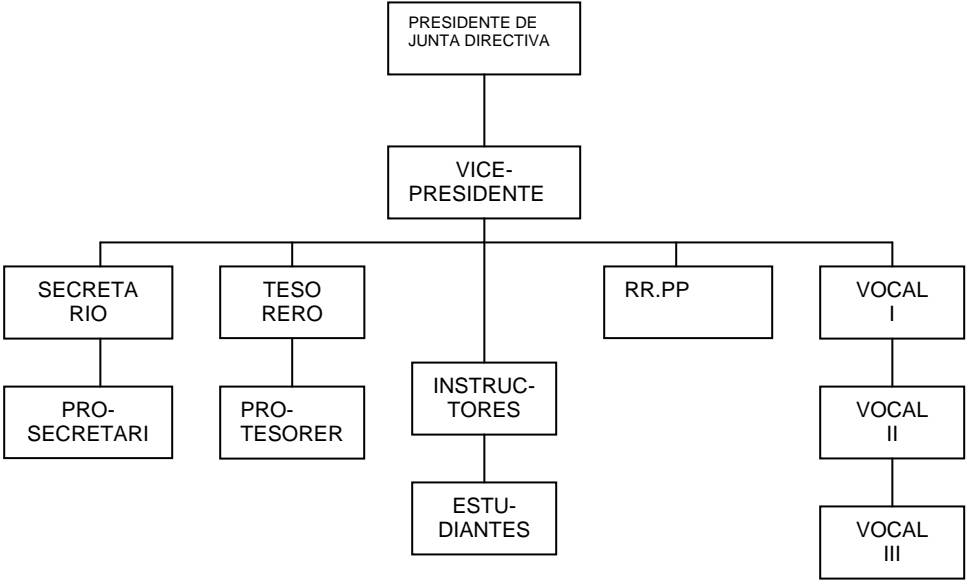 PRESIDENTE DE
JUNTA DIRECTIVA
VICE-
PRESIDENTE
SECRETA
RIO
TESO
RERO
RR.PP
VOCAL
I
INSTRUC-
TORES
PRO-
SECRETARI
PRO-
TESORER
VOCAL
II
ESTU-
DIANTES
VOCAL
III